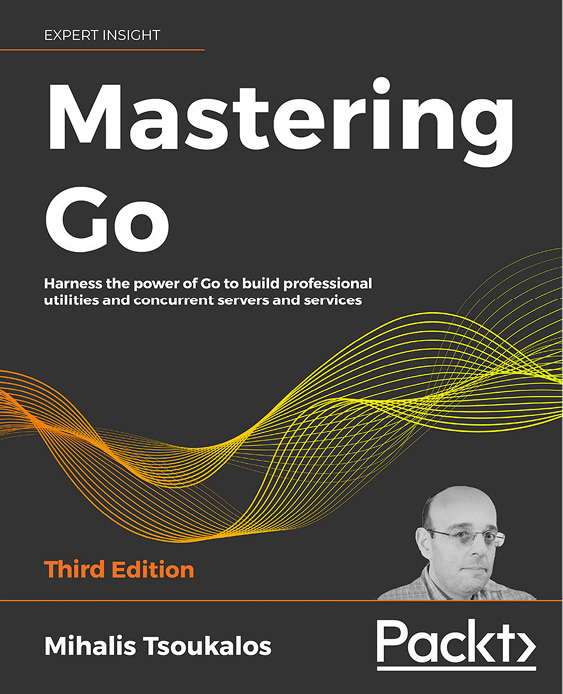 EXPERT INSIGHT
Mastering
Go
Harness the power of Go to build professional
utilities and concurrent servers and services
Third Edition
Mihalis Tsoukalos
Packt